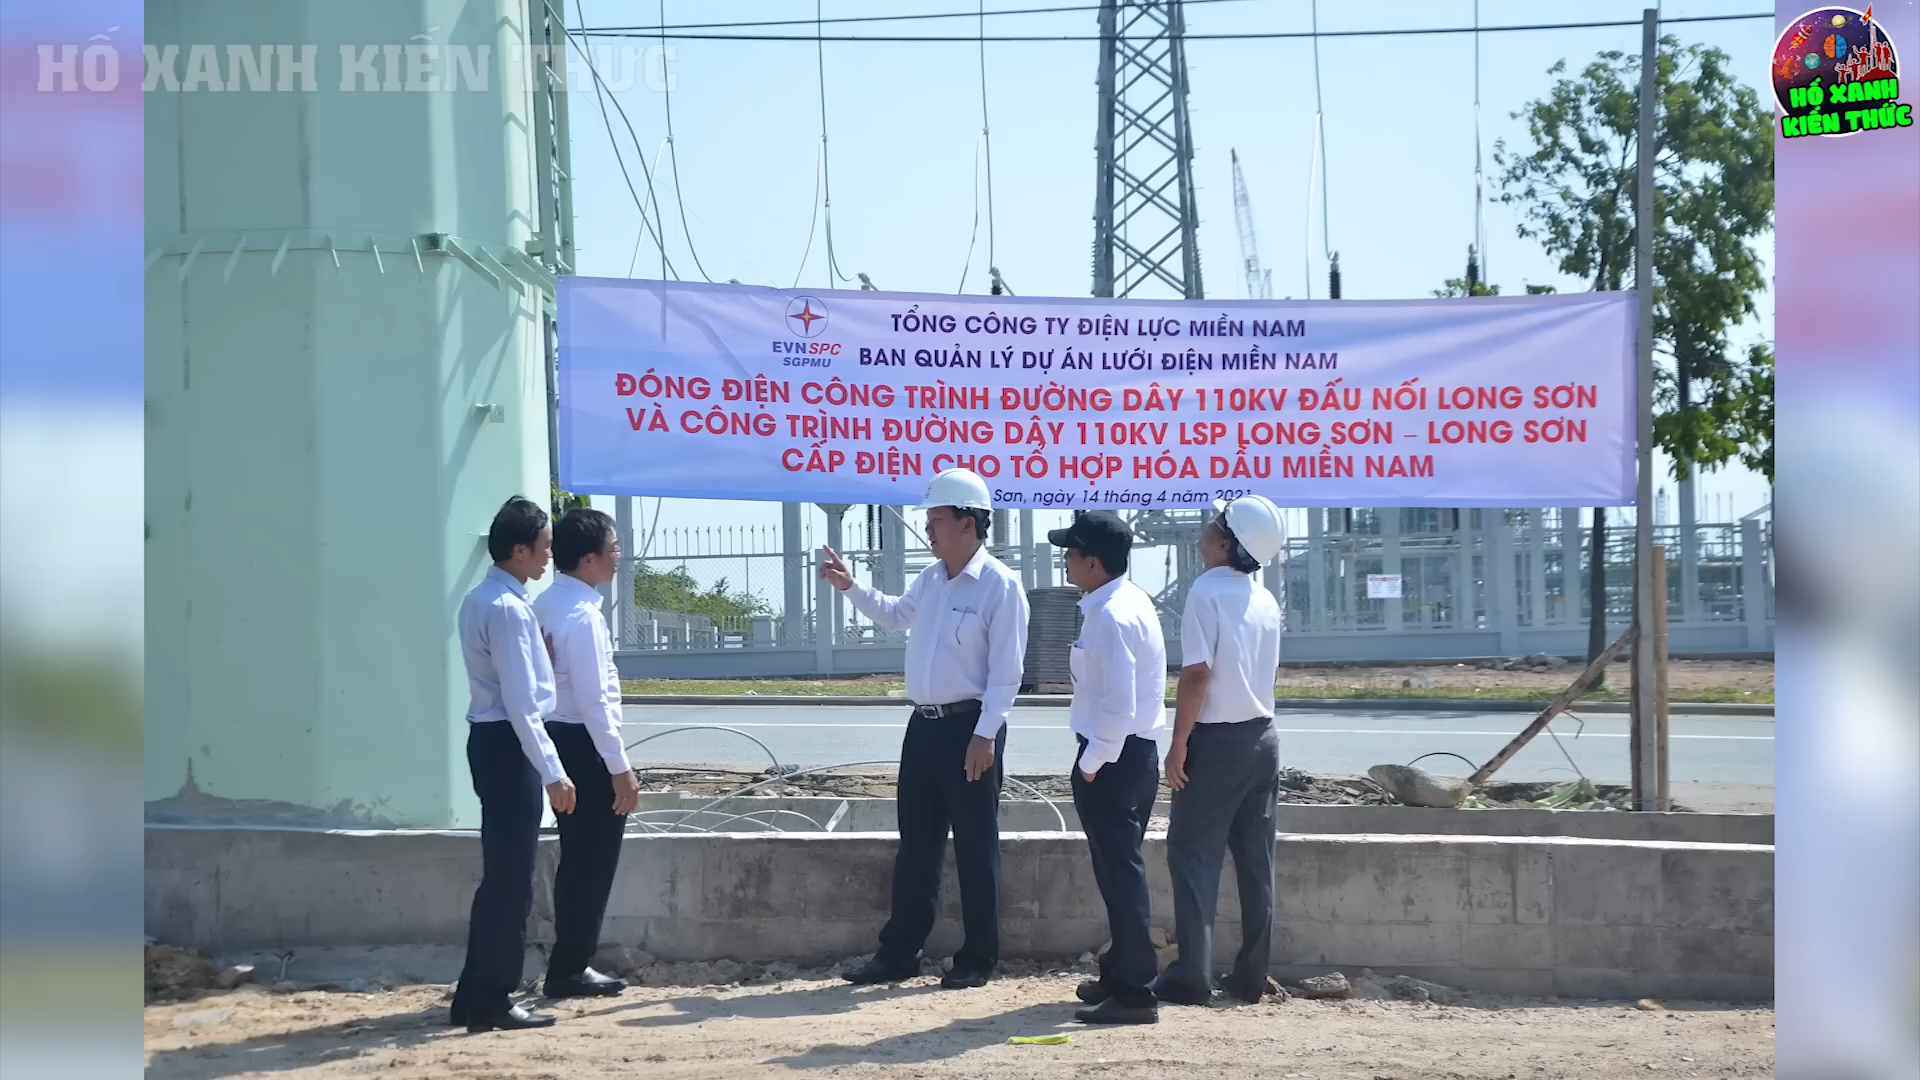 HỐ XANH KIẾN THỨC
HỐ XANH
KIẾN THỨC
EVNSPC
SGPMU
TỔNG CÔNG TY ĐIỆN LỰC MIỀN NAM
BAN QUẢN LÝ DỰ ÁN LƯỚI ĐIỆN MIỀN NAM
ĐÓNG ĐIỆN CÔNG TRÌNH ĐƯỜNG DÂY 110KV ĐẤU NỐI LONG SƠN
VÀ CÔNG TRÌNH ĐƯỜNG DÂY 110KV LSP LONG SƠN – LONG SƠN
CẤP ĐIỆN CHO TỔ HỢP HÓA DẦU MIỀN NAM
Sơn, ngày 14 tháng 4 năm 2021